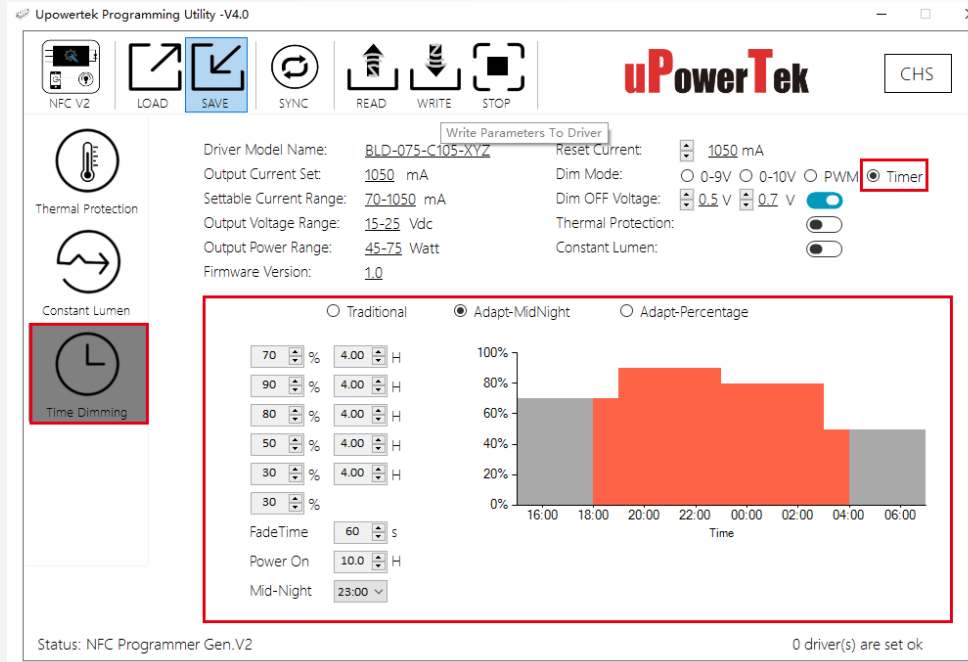 Upowertek Programming Utility -V4.0
NFC V2 LOAD SAVE SYNC READ WRITE STOP
uPowerTek
CHS
Write Parameters To Driver
Thermal Protection
Constant Lumen
Time Dimming
Driver Model Name: BLD-075-C105-XYZ
Output Current Set: 1050 mA
Settable Current Range: 70-1050 mA
Output Voltage Range: 15-25 Vdc
Output Power Range: 45-75 Watt
Firmware Version: 1.0
Reset Current: 1050 mA
Dim Mode: 0-9V 0-10V PWM Timer
Dim OFF Voltage: 0.5 V 0.7 V
Thermal Protection:
Constant Lumen:
Traditional Adapt-MidNight Adapt-Percentage
70 % 4.00 H
90 % 4.00 H
80 % 4.00 H
50 % 4.00 H
30 % 4.00 H
30 %
FadeTime 60 s
Power On 10.0 H
Mid-Night 23:00
100%
80%
60%
40%
20%
0%
16:00 18:00 20:00 22:00 00:00 02:00 04:00 06:00
Time
Status: NFC Programmer Gen.V2
0 driver(s) are set ok